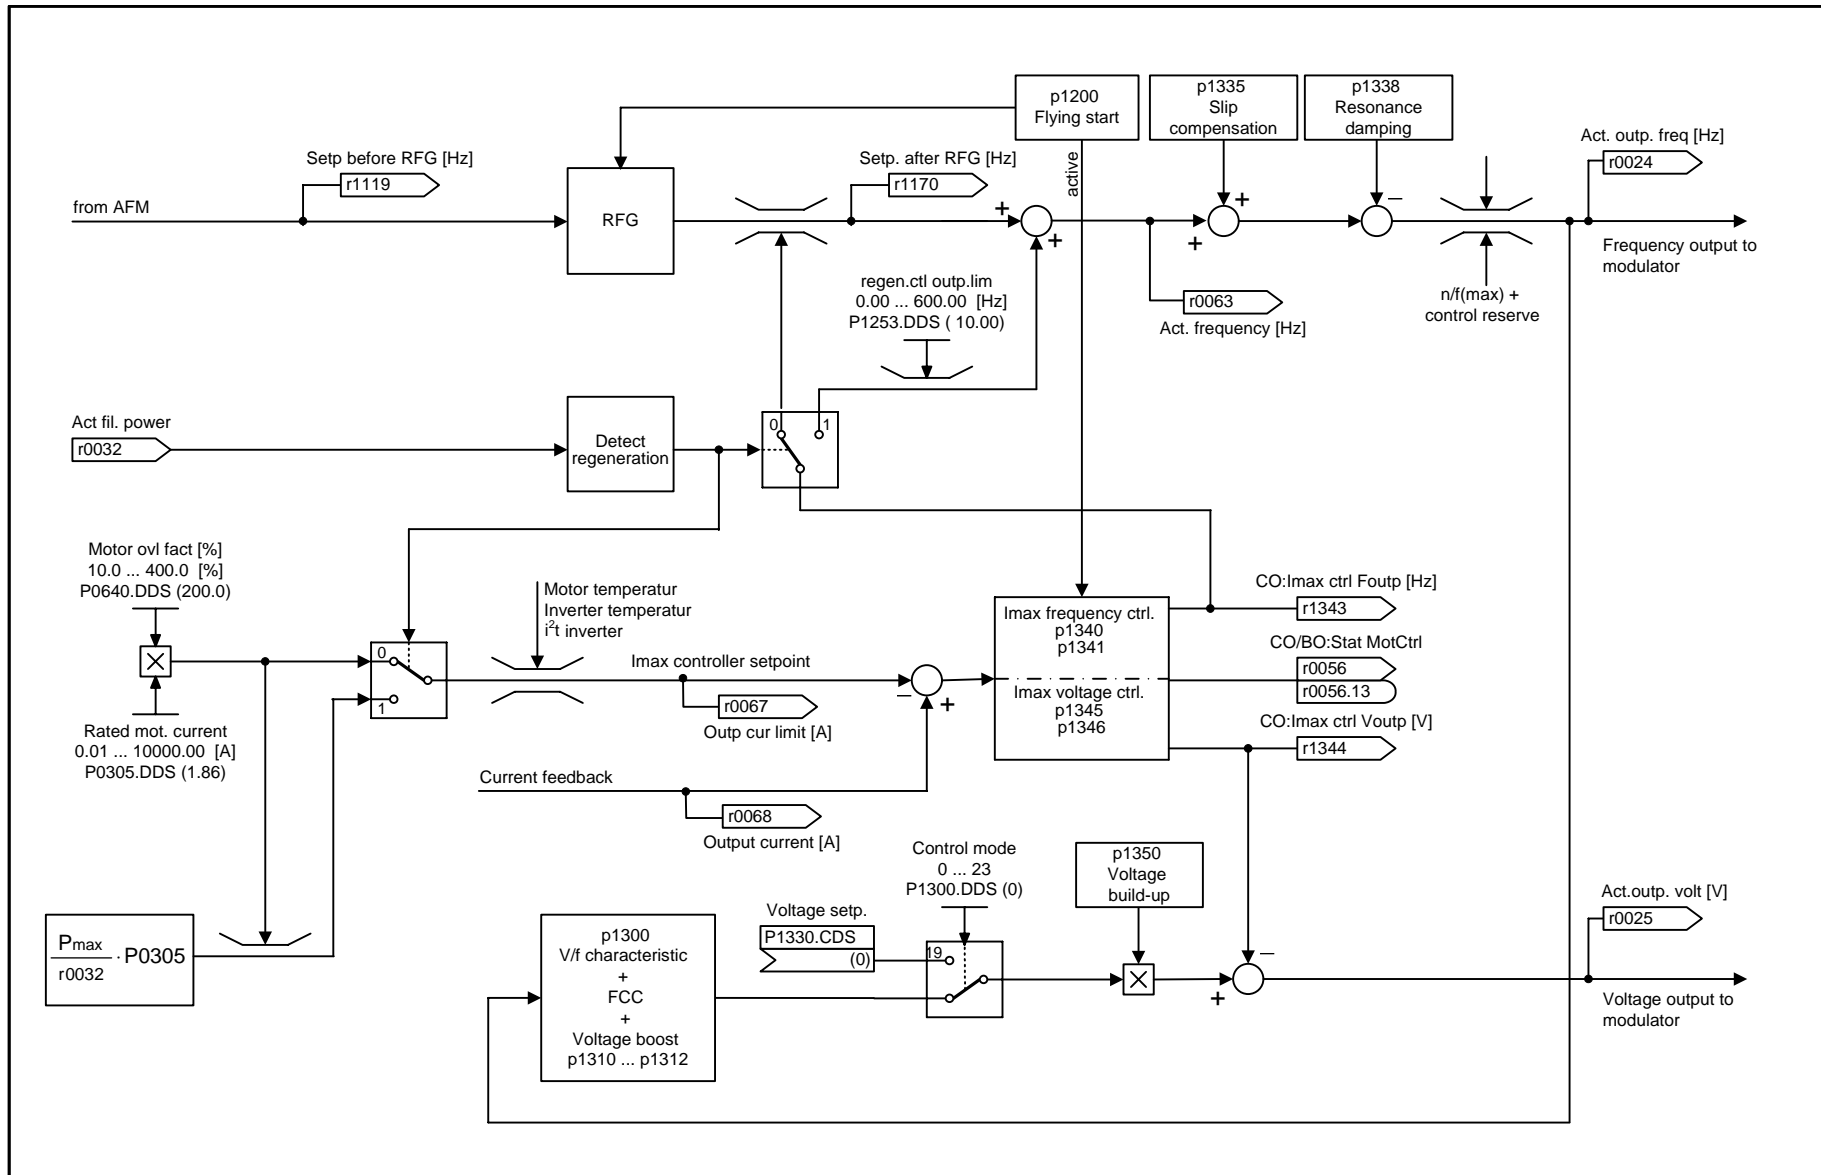 p1200
Flying start
p1335
Slip
compensation
p1338
Resonance
damping
Act. outp. freq [Hz]
r0024
Setp before RFG [Hz]
r1119
Setp. after RFG [Hz]
r1170
active
from AFM
RFG
+
+
+
+
–
Frequency output to
modulator
regen.ctl outp.lim
0.00 ... 600.00 [Hz]
P1253.DDS ( 10.00)
r0063
Act. frequency [Hz]
n/f(max) +
control reserve
Act fil. power
r0032
Detect
regeneration
0
1
Motor ovl fact [%]
10.0 ... 400.0 [%]
P0640.DDS (200.0)
Motor temperatur
Inverter temperatur
i²t inverter
Imax frequency ctrl.
p1340
p1341
Imax voltage ctrl.
p1345
p1346
CO:Imax ctrl Foutp [Hz]
r1343
CO/BO:Stat MotCtrl
r0056
r0056.13
CO:Imax ctrl Voutp [V]
r1344
0
1
Imax controller setpoint
r0067
Outp cur limit [A]
–
+
Rated mot. current
0.01 ... 10000.00 [A]
P0305.DDS (1.86)
Current feedback
r0068
Output current [A]
Control mode
0 ... 23
P1300.DDS (0)
p1350
Voltage
build-up
Act.outp. volt [V]
r0025
Voltage setp.
P1330.CDS
(0)
19
Pmax
r0032
· P0305
p1300
V/f characteristic
+
FCC
+
Voltage boost
p1310 ... p1312
+
–
Voltage output to
modulator